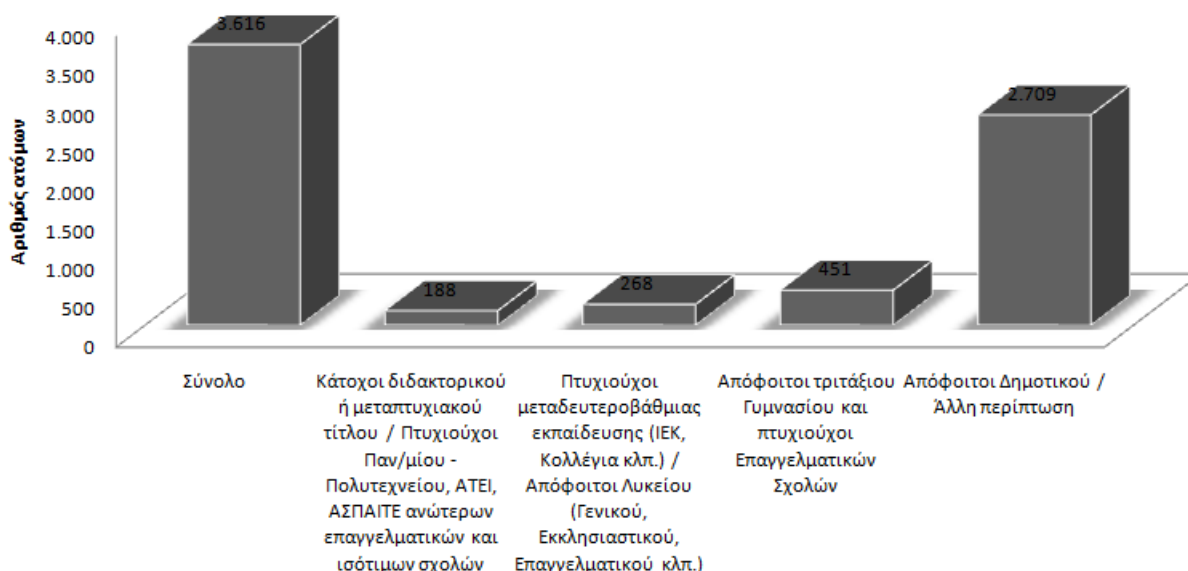 Αριθμός ατόμων
4.000
3.500
3.000
2.500
2.000
1.500
1.000
500
0
3.616
188
268
451
2.709
Σύνολο
Κάτοχοι διδακτορικού
ή μεταπτυχιακού
τίτλου / Πτυχιούχοι
Παν/μίου -
Πολυτεχνείου, ΑΤΕΙ,
ΑΣΠΑΙΤΕ ανώτερων
επαγγελματικών και
ισότιμων σχολών
Πτυχιούχοι
μεταδευτεροβάθμιας
εκπαίδευσης (ΙΕΚ,
Κολλέγια κλπ.) /
Απόφοιτοι Λυκείου
(Γενικού,
Εκκλησιαστικού,
Επαγγελματικού κλπ.)
Απόφοιτοι τριτάξιου
Γυμνασίου και
πτυχιούχοι
Επαγγελματικών
Σχολών
Απόφοιτοι Δημοτικού /
Άλλη περίπτωση